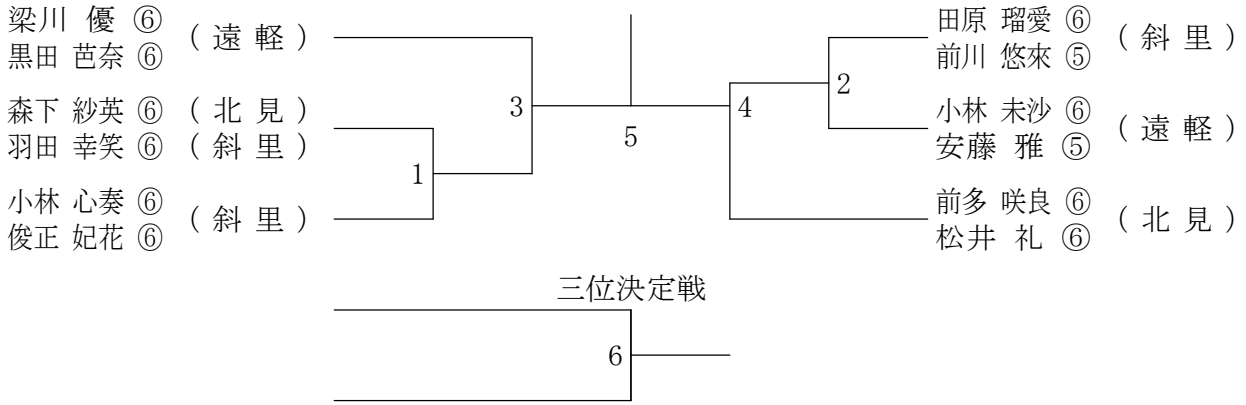 梁川 優 ⑥
黒田 芭奈 ⑥
( 遠 軽 )
森下 紗英 ⑥ ( 北 見 )
羽田 幸笑 ⑥ ( 斜 里 )
小林 心奏 ⑥
俊正 妃花 ⑥
( 斜 里 )
1
3
5
4
2
田原 瑠愛 ⑥
前川 悠來 ⑤
( 斜 里 )
小林 未沙 ⑥
安藤 雅 ⑤
( 遠 軽 )
前多 咲良 ⑥
松井 礼 ⑥
( 北 見 )
三位決定戦
6